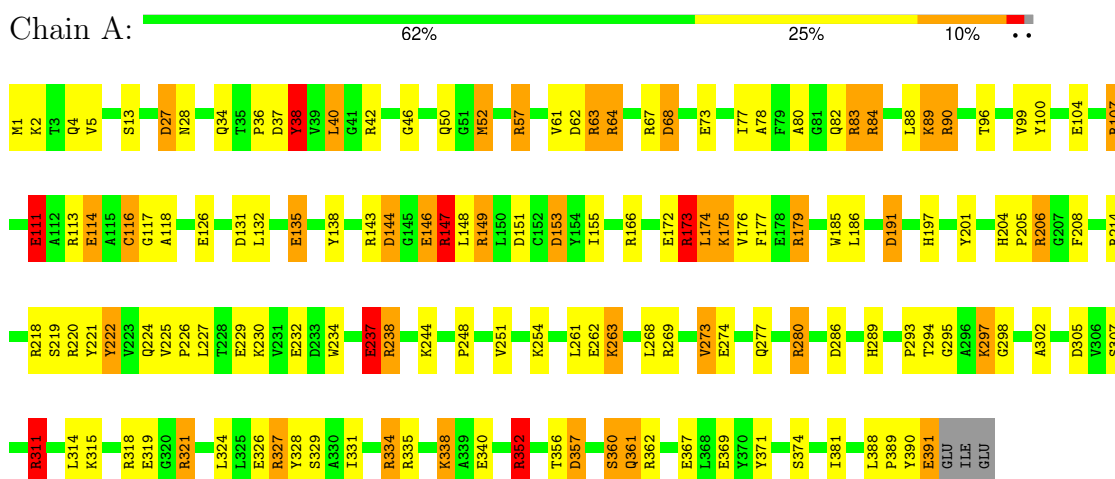 Chain A:
62% 25% 10% • •
M1 K2 T3 Q4 V5 S13 D27 N28 Q34 T35 P36 D37 Y38 V39 L40 G41 R42 G46 Q50 G51 M52 R57 V61 D62 R63 R64 R67 D68 E73 I77 A78 F79 A80 G81 Q82 R83 R84 L88 K89 R90 T96 V99 Y100 E104
E111 A112 R113 E114 A115 C116 G117 A118 E126 D131 L132 E135 Y138 R143 D144 G145 E146 R147 L148 R149 L150 D151 C152 D153 Y154 I155 R166 E172 R173 L174 K175 V176 F177 E178 R179 W185 L186 D191 H197 Y201 H204 P205 R206 G207 F208
R218 S219 R220 Y221 Y222 V223 Q224 V225 P226 L227 T228 E229 K230 V231 E232 D233 W234 E237 R238 K244 P248 V251 K254 L261 E262 K263 L268 R269 V273 E274 Q277 R280 D286 H289 P293 T294 G295 A296 K297 G298 A302 D305 V306 S307
R311 L314 K315 R318 E319 G320 R321 L324 L325 E326 R327 Y328 S329 A330 I331 R334 R335 K338 A339 E340 R352 T356 D357 S360 Q361 R362 E367 L368 E369 Y370 Y371 S374 I381 L388 P389 Y390 E391 GLU ILE GLU